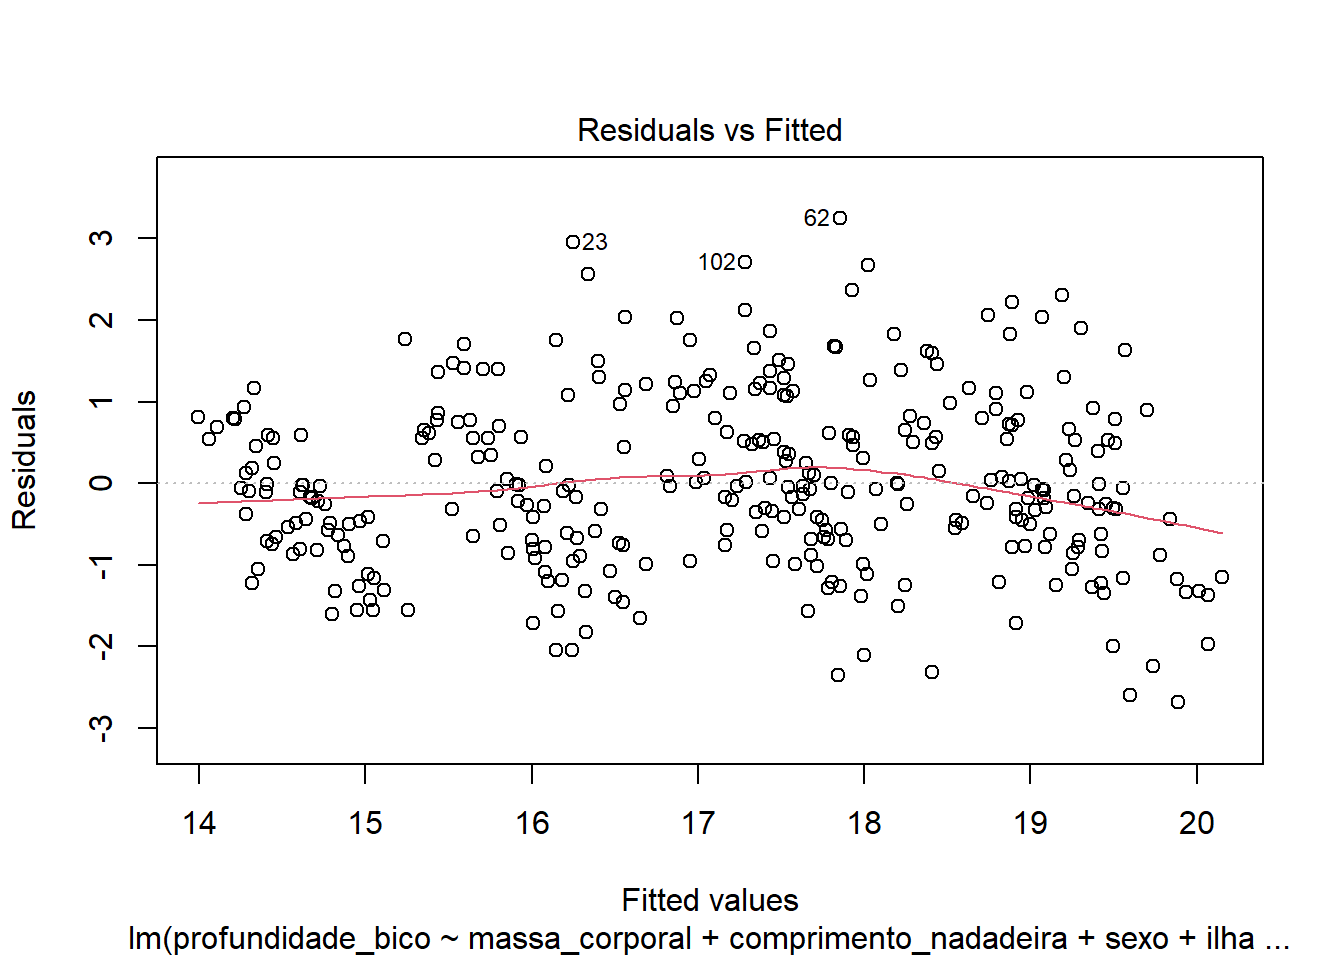 Residuals vs Fitted
Residuals
3
2
1
0
-1
-2
-3
62
23
102
14 15 16 17 18 19 20
Fitted values
lm(profundidade_bico ~ massa_corporal + comprimento_nadadeira + sexo + ilha ...